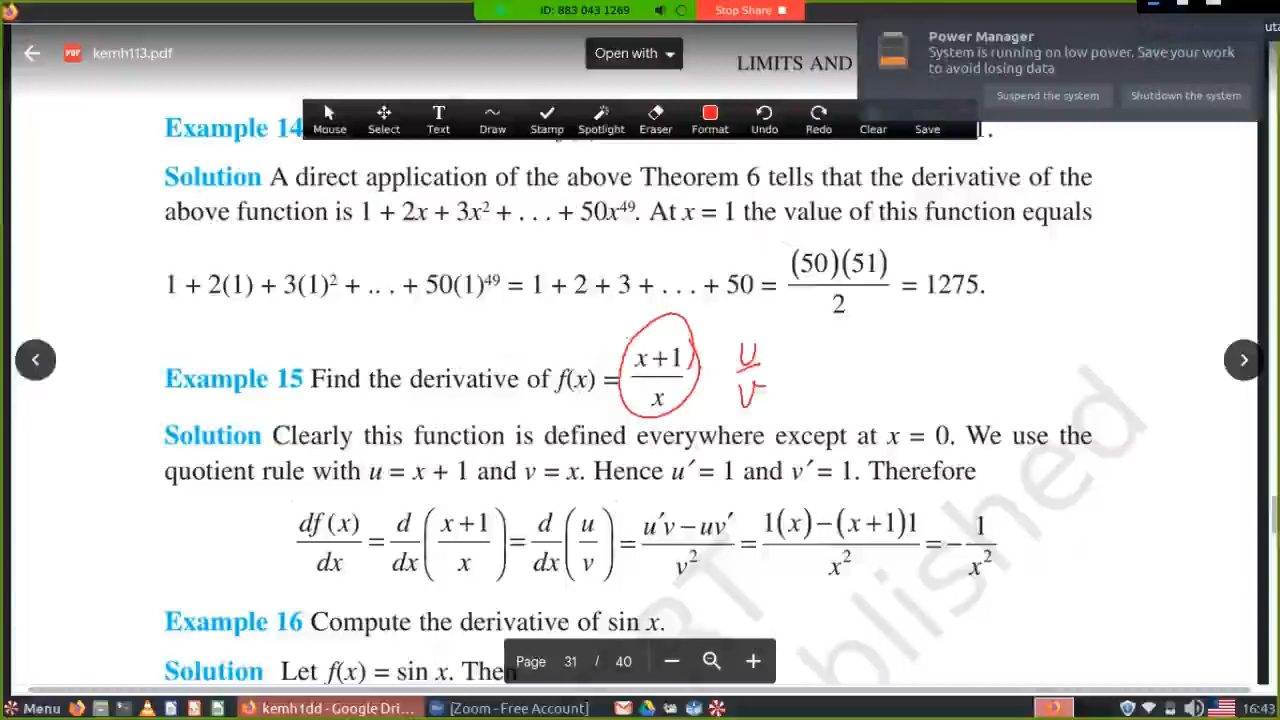 ID: 883 043 1269 Stop Share
kemh113.pdf
Open with
LIMITS AND
Power Manager
System is running on low power. Save your work
to avoid losing data
Suspend the system Shutdown the system
Mouse Select Text Draw Stamp Spotlight Eraser Format Undo Redo Clear Save
Example 14
Solution A direct application of the above Theorem 6 tells that the derivative of the
above function is 1 + 2x + 3x² + . . . + 50x⁴⁹. At x = 1 the value of this function equals
1 + 2(1) + 3(1)² + .. . + 50(1)⁴⁹ = 1 + 2 + 3 + . . . + 50 = (50)(51)/2 = 1275.
Example 15 Find the derivative of f(x) = (x+1)/x u/v
Solution Clearly this function is defined everywhere except at x = 0. We use the
quotient rule with u = x + 1 and v = x. Hence u′ = 1 and v′ = 1. Therefore
df(x)/dx = d/dx((x+1)/x) = d/dx(u/v) = (u′v − uv′)/v² = (1(x) − (x+1)1)/x² = −1/x²
Example 16 Compute the derivative of sin x.
Solution Let f(x) = sin x. Then
Page 31 / 40
Menu kemh1dd - Google Dri... [Zoom - Free Account] 16:43